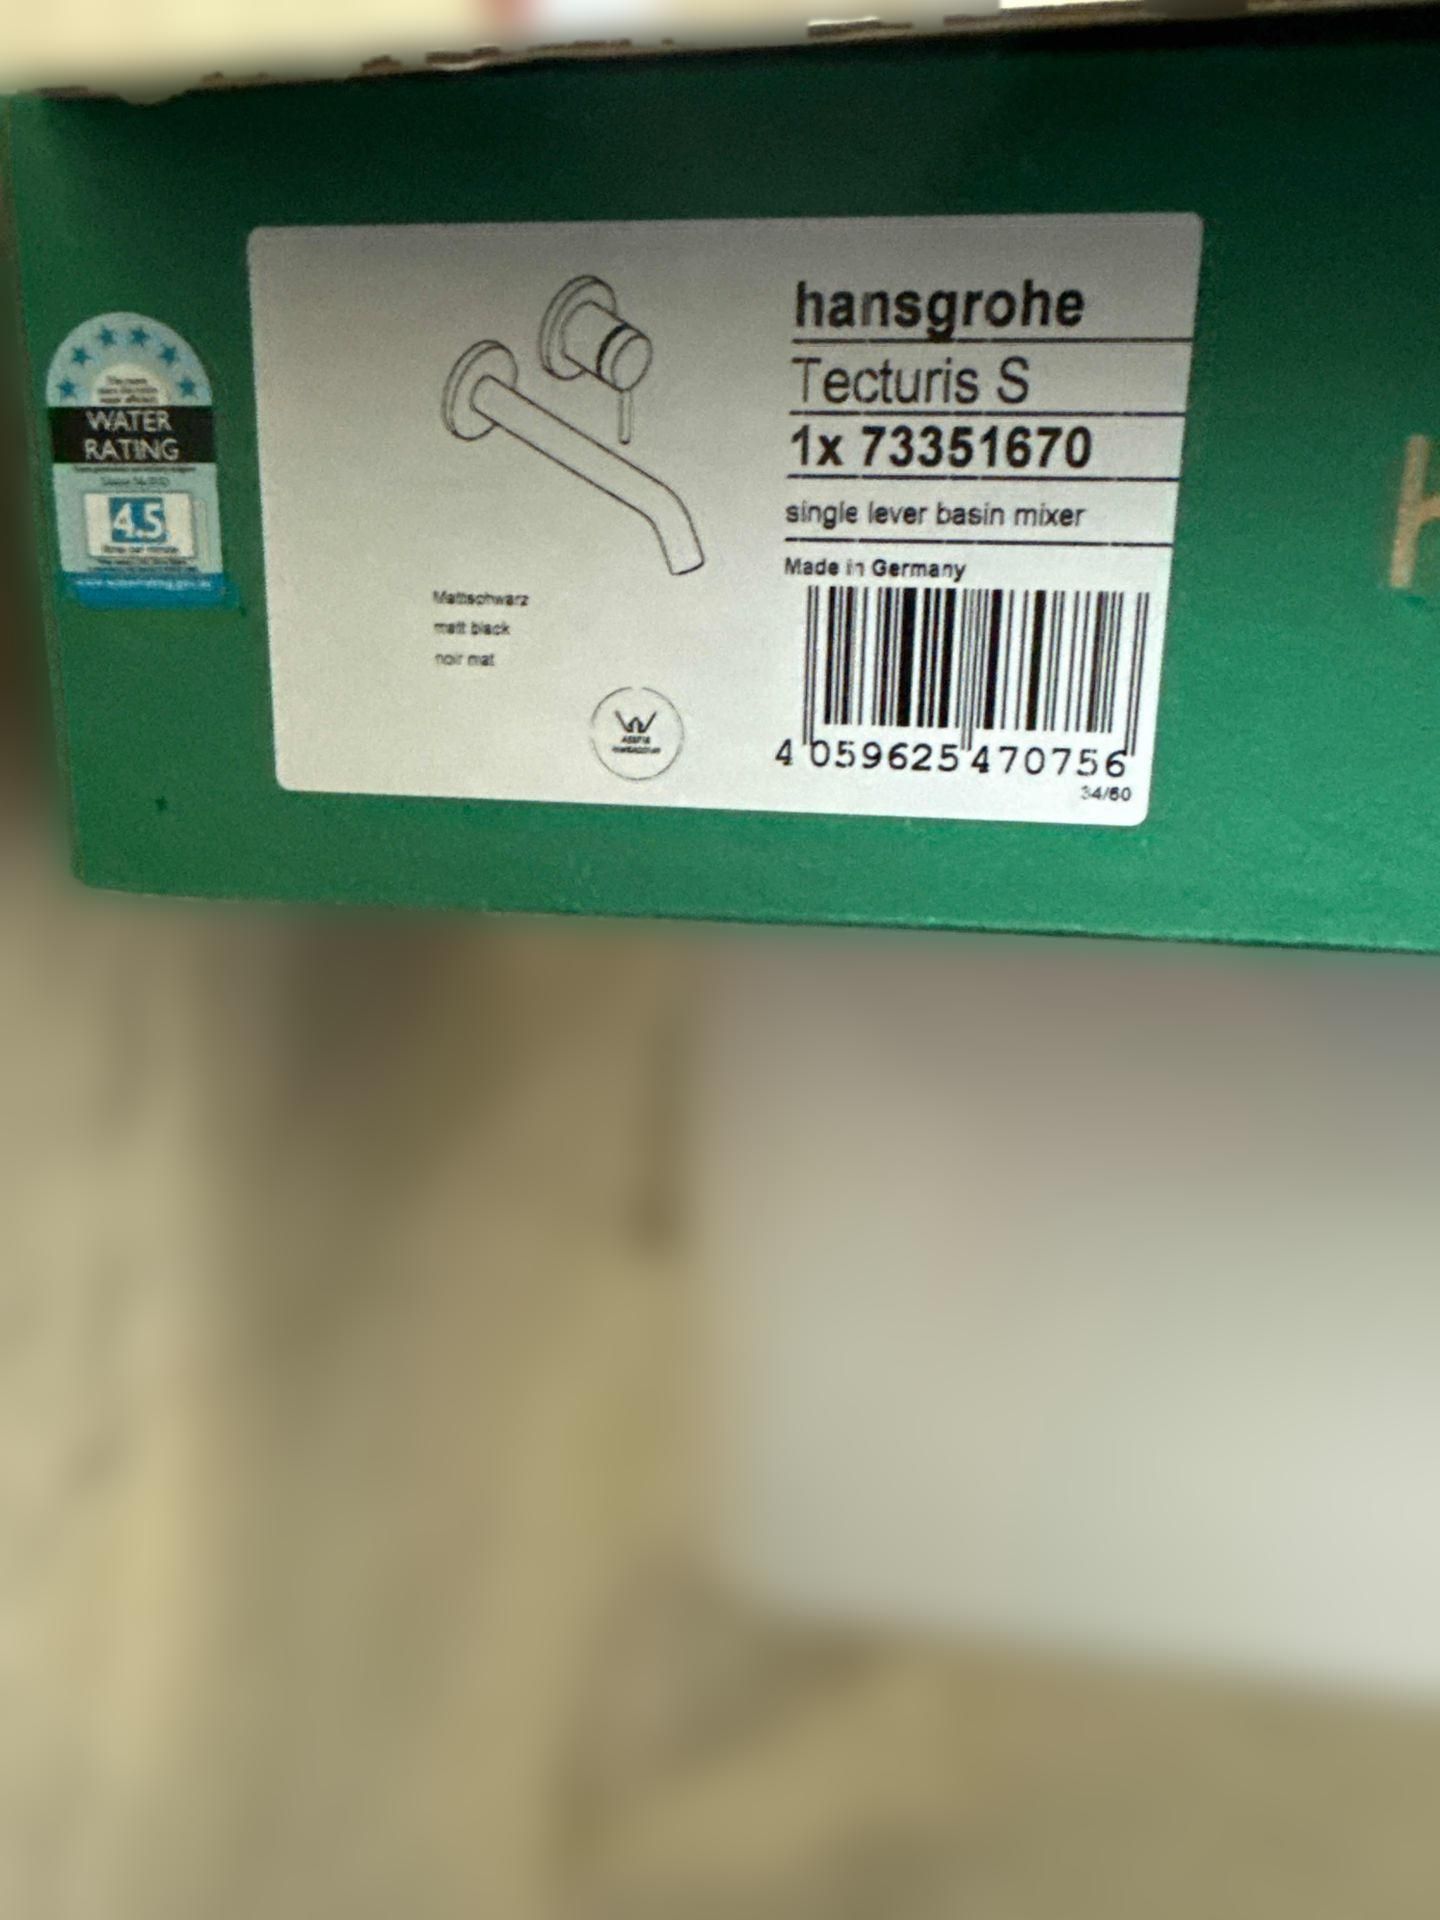 WATER
RATING
4.5
hansgrohe
Tecturis S
1x 73351670
single lever basin mixer
Made in Germany
Mattschwarz
matt black
noir mat
4 059625 470756
34/60
h